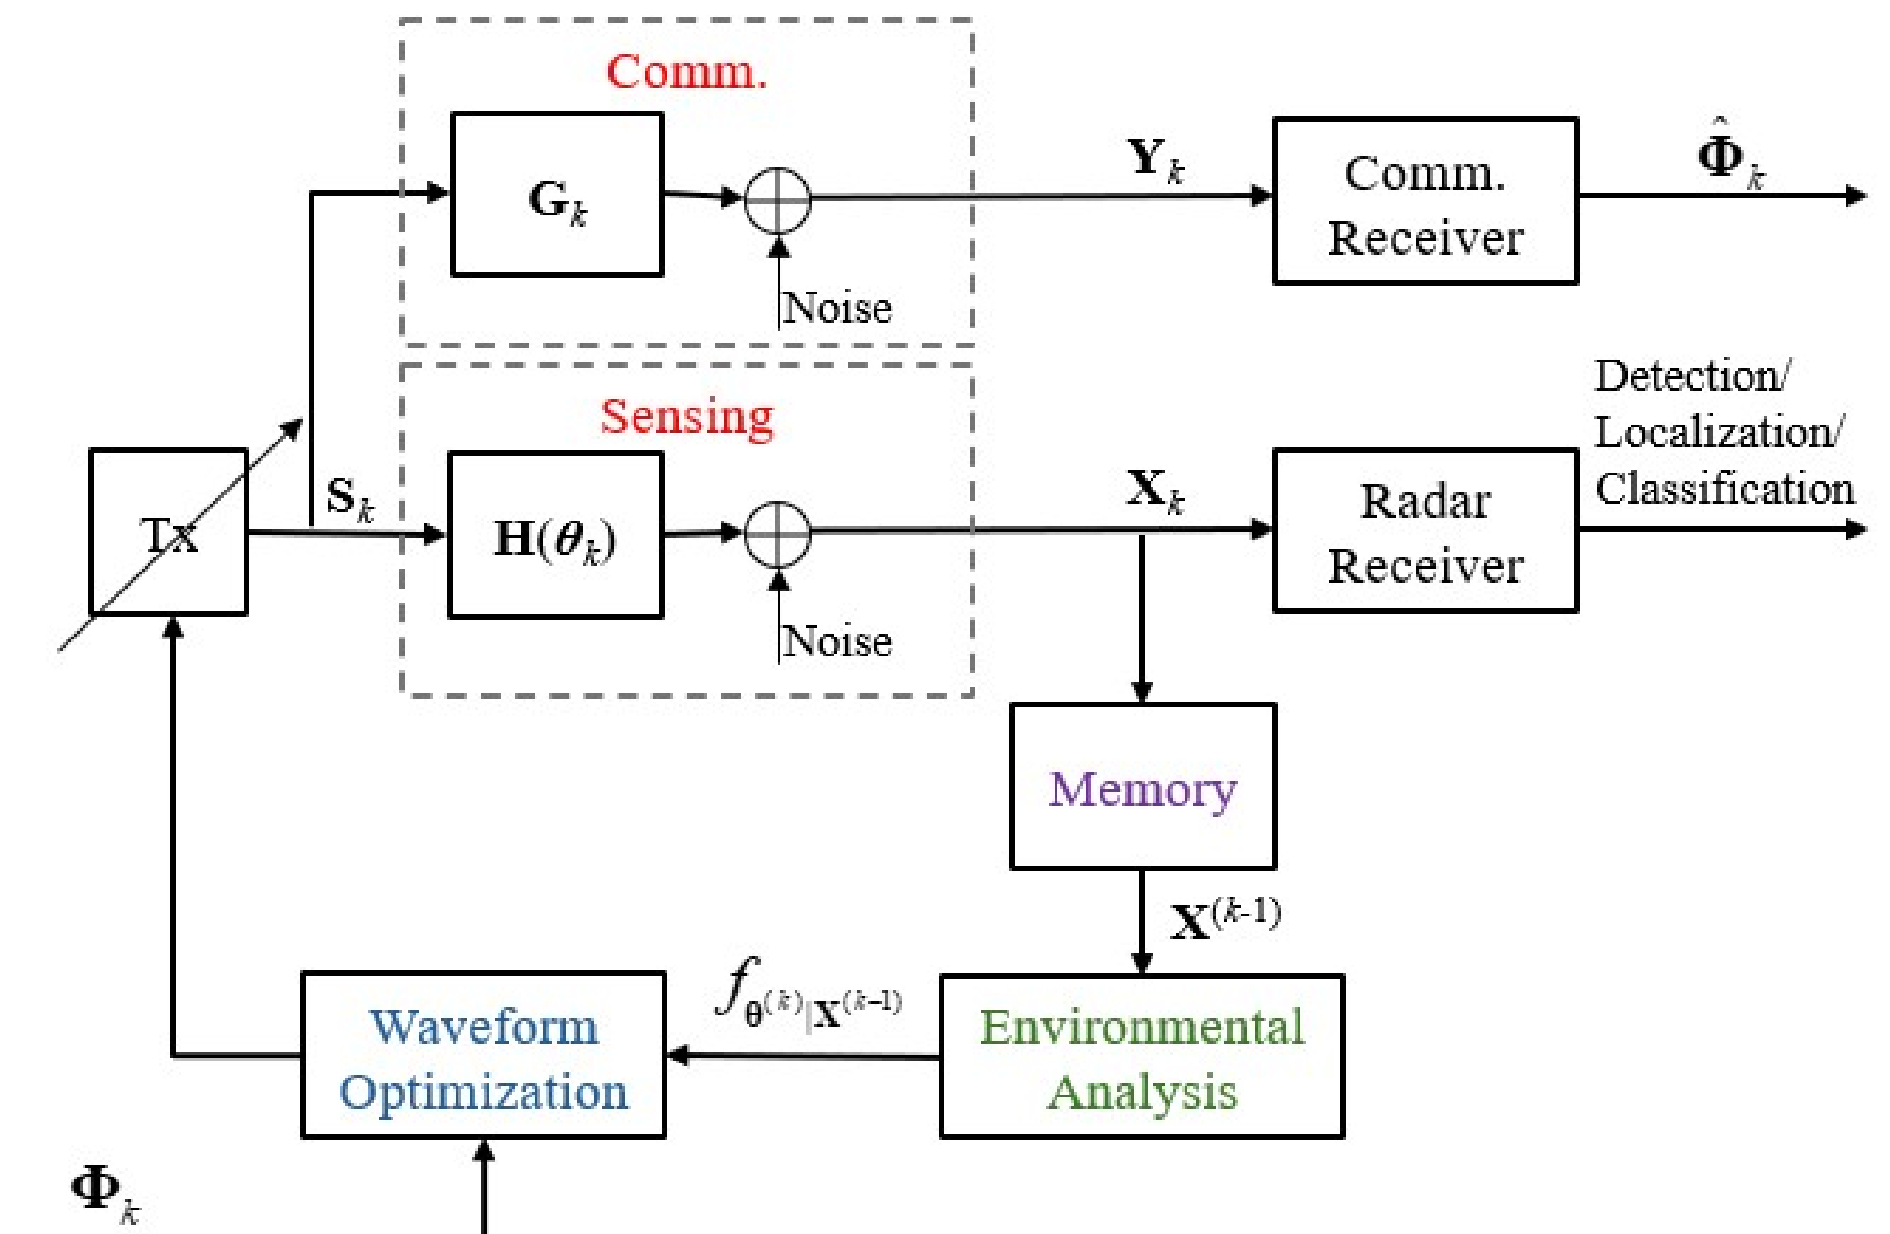 Comm.
G_k
Noise
Y_k
Comm.
Receiver
Φ̂_k
Sensing
Tx
S_k
H(θ_k)
Noise
X_k
Radar
Receiver
Detection/
Localization/
Classification
Memory
X^(k-1)
Waveform
Optimization
f_θ^(k)|X^(k-1)
Environmental
Analysis
Φ_k